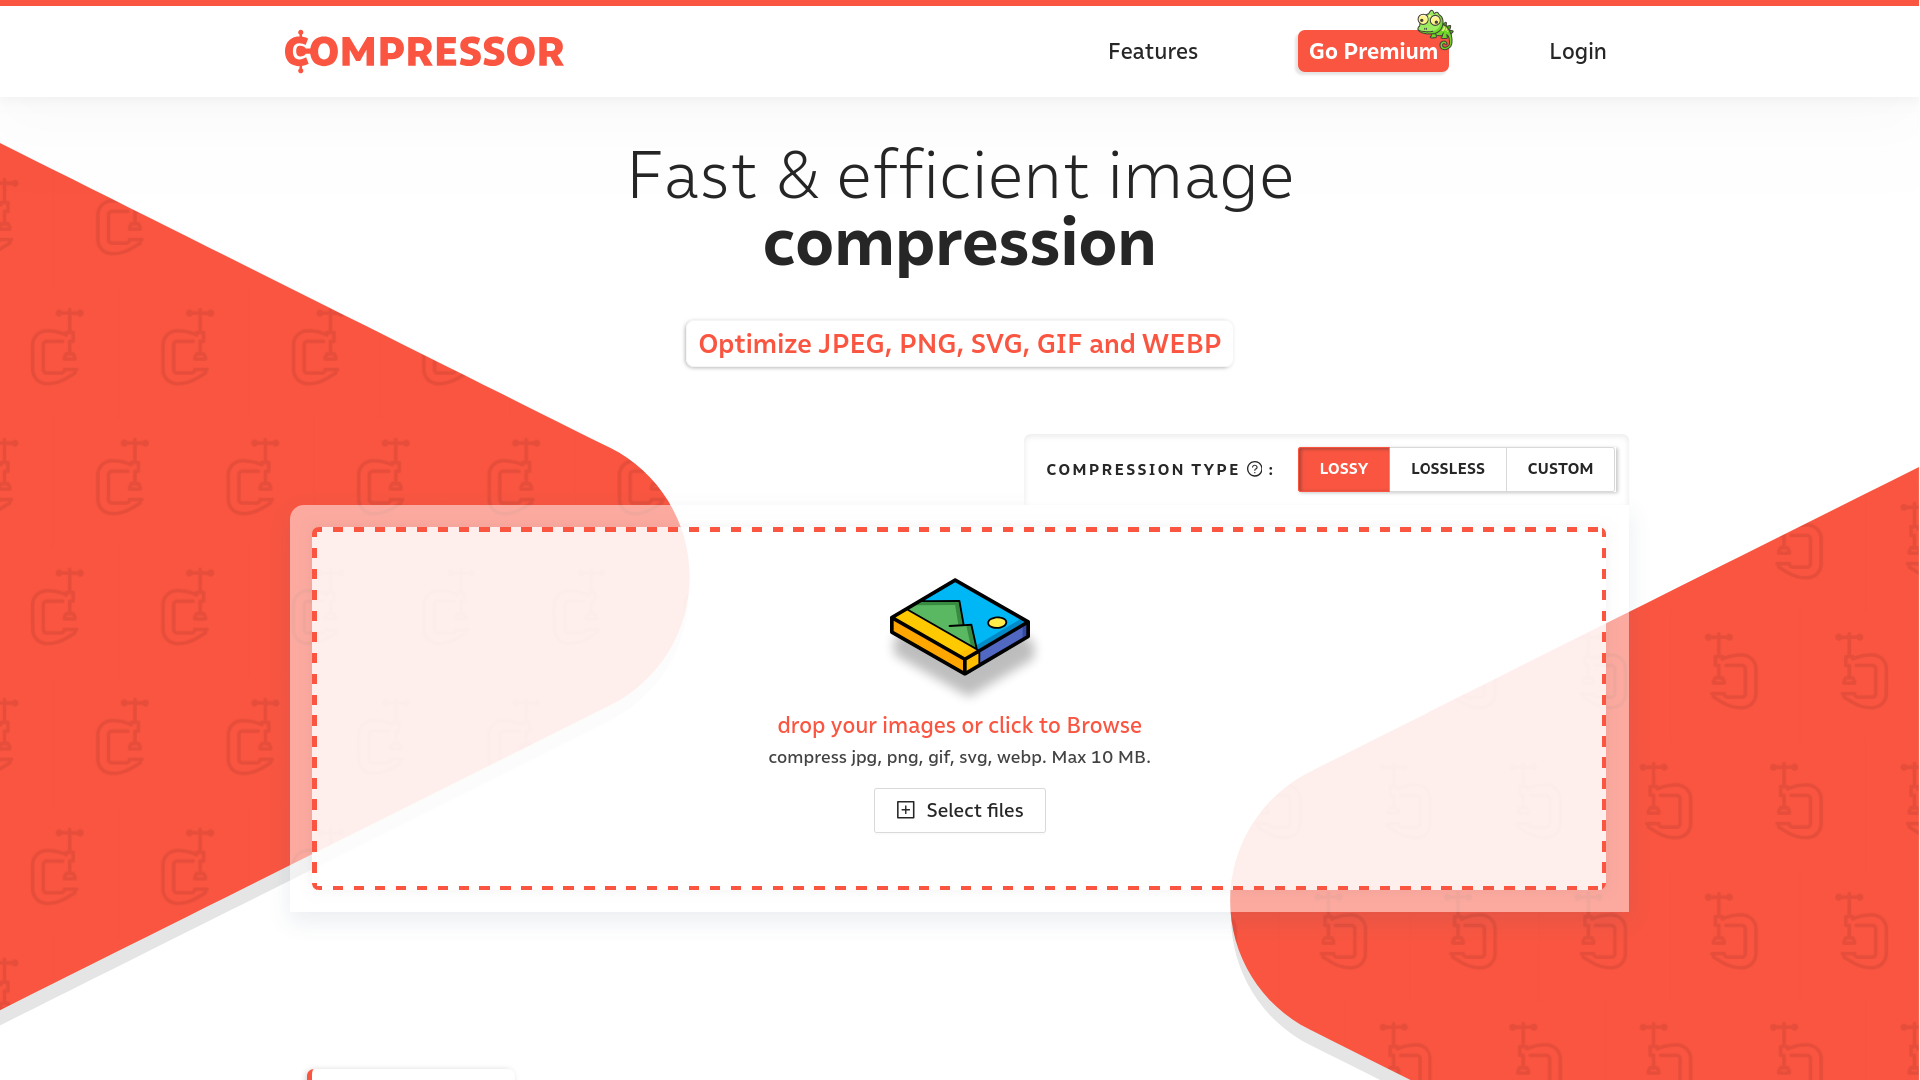 COMPRESSOR
Features
Go Premium
Login
Fast & efficient image
compression
Optimize JPEG, PNG, SVG, GIF and WEBP
COMPRESSION TYPE ? :
LOSSY
LOSSLESS
CUSTOM
drop your images or click to Browse
compress jpg, png, gif, svg, webp. Max 10 MB.
Select files